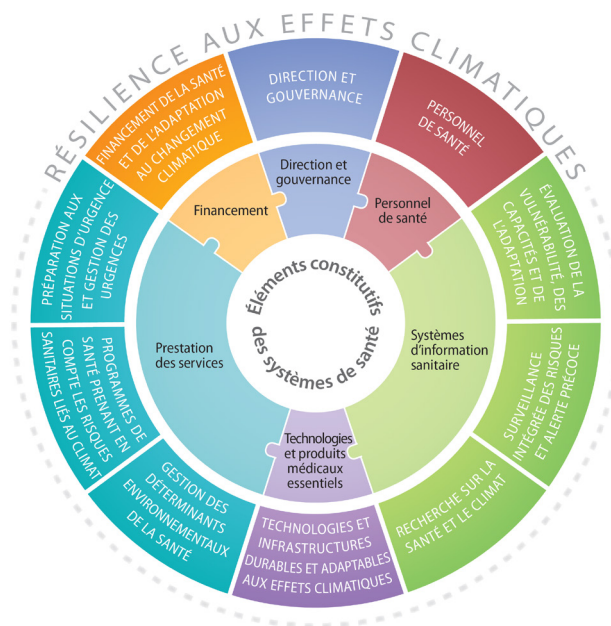 RÉSILIENCE AUX EFFETS CLIMATIQUES
DIRECTION ET
GOUVERNANCE
PERSONNEL
DE SANTÉ
ÉVALUATION DE LA
VULNÉRABILITÉ, DES
CAPACITÉS ET DE
L'ADAPTATION
SURVEILLANCE
INTÉGRÉE DES RISQUES
ET ALERTE PRÉCOCE
RECHERCHE SUR LA
SANTÉ ET LE CLIMAT
TECHNOLOGIES ET
INFRASTRUCTURES
DURABLES ET ADAPTABLES
AUX EFFETS CLIMATIQUES
GESTION DES
DÉTERMINANTS
ENVIRONNEMENTAUX
DE LA SANTÉ
PROGRAMMES DE
SANTÉ PRENANT EN
COMPTE LES RISQUES
SANITAIRES LIÉS AU CLIMAT
PRÉPARATION AUX
SITUATIONS D'URGENCE
ET GESTION DES
URGENCES
FINANCEMENT DE LA SANTÉ
ET DE L'ADAPTATION
AU CHANGEMENT
CLIMATIQUE
Direction et
gouvernance
Personnel
de santé
Systèmes
d'information
sanitaire
Technologies
et produits
médicaux
essentiels
Prestation
des services
Financement
Éléments constitutifs
des systèmes de santé